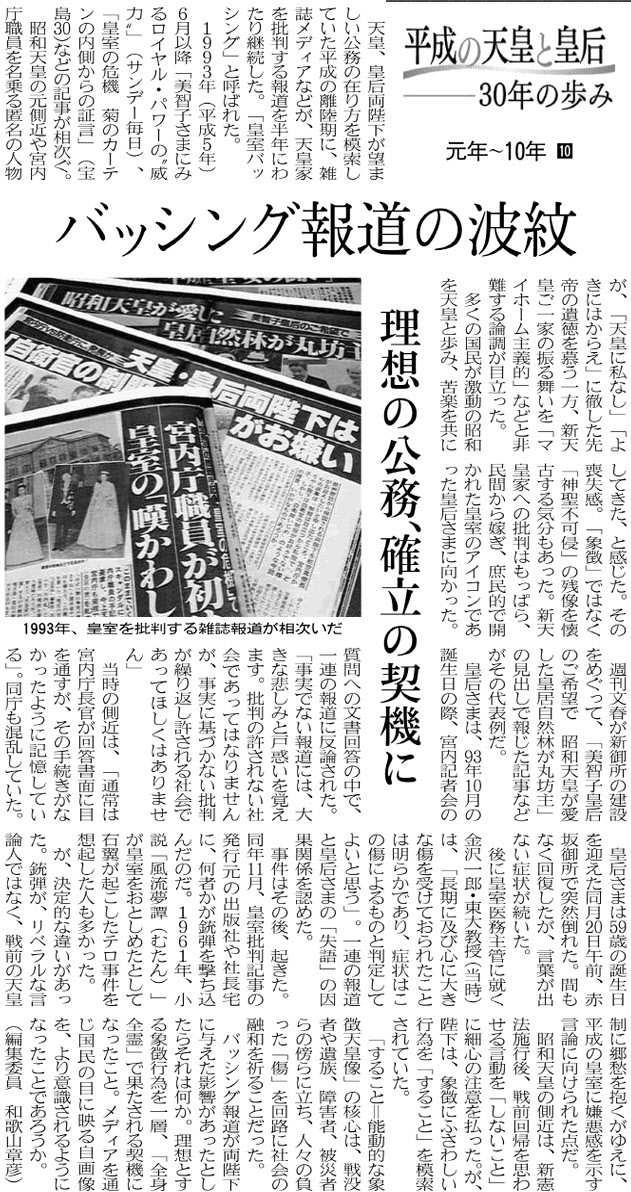 平成の天皇と皇后
30年の歩み
元年～10年 10
天皇、皇后両陛下が望ま
しい公務の在り方を模索し
ていた平成の離陸期に、雑
誌メディアなどが、天皇家
を批判する報道を半年にわ
たり継続した。「皇室バッ
シング」と呼ばれた。
1993年（平成5年）
6月以降「美智子さまにみ
るロイヤル・パワーの〝威
力〟」（サンデー毎日）、
「皇室の危機　菊のカーテ
ンの内側からの証言」（宝
島30）などの記事が相次ぐ。
昭和天皇の元側近や宮内
庁職員を名乗る匿名の人物
バッシング報道の波紋
理想の公務、確立の契機に
が、「天皇に私なし」「よ
きにはからえ」に徹した先
帝の遺徳を慕う一方、新天
皇ご一家の振る舞いを「マ
イホーム主義的」などと非
難する論調が目立った。
多くの国民が激動の昭和
を天皇と歩み、苦楽を共に
してきた、と感じた。その
喪失感。「象徴」ではなく
「神聖不可侵」の残像を懐
古する気分もあった。新天
皇家への批判はもっぱら、
民間から嫁ぎ、庶民的で開
かれた皇室のアイコンであ
った皇后さまに向かった。
週刊文春が新御所の建設
をめぐって、「美智子皇后
のご希望で　昭和天皇が愛
した皇居自然林が丸坊主」
の見出しで報じた記事など
がその代表例だ。
皇后さまは、93年10月の
誕生日の際、宮内記者会の
質問への文書回答の中で、
一連の報道に反論された。
「事実でない報道には、大
きな悲しみと戸惑いを覚え
ます。批判の許されない社
会であってはなりません
が、事実に基づかない批判
が繰り返し許される社会で
あってほしくはありませ
ん」
当時の側近は、「通常は
宮内庁長官が回答書面に目
を通すが、その手続きがな
かったように記憶してい
る」。同庁も混乱していた。
皇后さまは59歳の誕生日
を迎えた同月20日午前、赤
坂御所で突然倒れた。間も
なく回復したが、言葉が出
ない症状が続いた。
後に皇室医務主管に就く
金沢一郎・東大教授（当時）
は、「長期に及び心に大き
な傷を受けておられたこと
は明らかであり、症状はこ
の傷によるものと判定して
よいと思う」。一連の報道
と皇后さまの「失語」の因
果関係を認めた。
事件はその後、起きた。
同年11月、皇室批判記事の
発行元の出版社や社長宅
に、何者かが銃弾を撃ち込
んだのだ。1961年、小
説「風流夢譚（むたん）」
が皇室をおとしめたとして
右翼が起こしたテロ事件を
想起した人も多かった。
が、決定的な違いがあっ
た。銃弾が、リベラルな言
論人ではなく、戦前の天皇
制に郷愁を抱くがゆえに、
平成の皇室に嫌悪感を示す
言論に向けられた点だ。
昭和天皇の側近は、新憲
法施行後、戦前回帰を思わ
せる言動を「しないこと」
に細心の注意を払った。が、
陛下は、象徴にふさわしい
行為を「すること」を模索
されていた。
「すること＝能動的な象
徴天皇像」の核心は、戦没
者や遺族、障害者、被災者
らの傍らに立ち、人々の負
った「傷」を回路に社会の
融和を祈ることだった。
バッシング報道が両陛下
に与えた影響があったとし
たらそれは何か。理想とす
る象徴行為を一層、「全身
全霊」で果たされる契機に
なったこと。メディアを通
じ国民の目に映る自画像
を、より意識されるように
なったことであろうか。
（編集委員　和歌山章彦）
昭和天皇が愛した
美智子皇后のご希望で
皇居自然林が丸坊主
天皇・皇后両陛下は
「自衛官の制服
がお嫌い
宮内庁職員が初
皇室の「嘆かわし
1993年、皇室を批判する雑誌報道が相次いだ